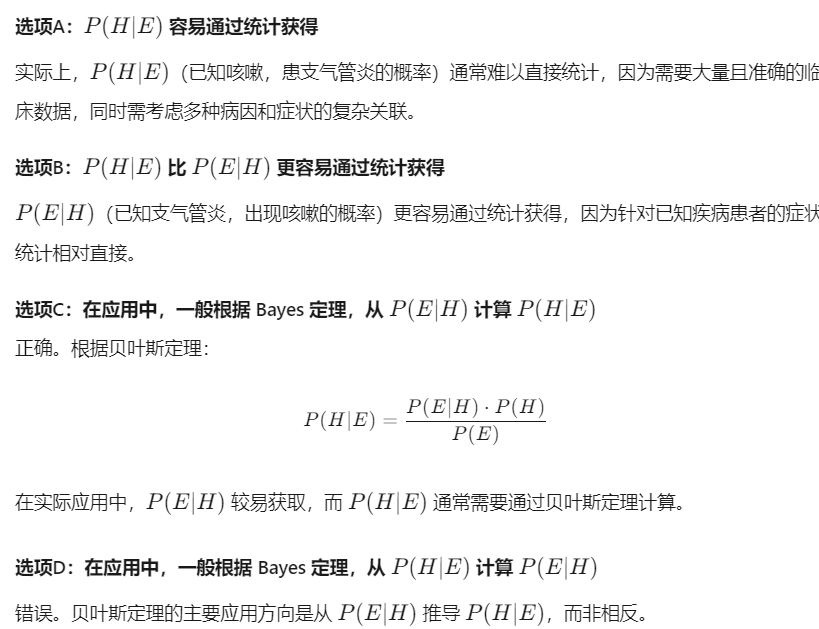 选项A：P(H|E) 容易通过统计获得
实际上，P(H|E)（已知咳嗽，患支气管炎的概率）通常难以直接统计，因为需要大量且准确的临
床数据，同时需考虑多种病因和症状的复杂关联。
选项B：P(H|E) 比 P(E|H) 更容易通过统计获得
P(E|H)（已知支气管炎，出现咳嗽的概率）更容易通过统计获得，因为针对已知疾病患者的症状
统计相对直接。
选项C：在应用中，一般根据 Bayes 定理，从 P(E|H) 计算 P(H|E)
正确。根据贝叶斯定理：
P(H|E) = P(E|H) · P(H) / P(E)
在实际应用中，P(E|H) 较易获取，而 P(H|E) 通常需要通过贝叶斯定理计算。
选项D：在应用中，一般根据 Bayes 定理，从 P(H|E) 计算 P(E|H)
错误。贝叶斯定理的主要应用方向是从 P(E|H) 推导 P(H|E)，而非相反。